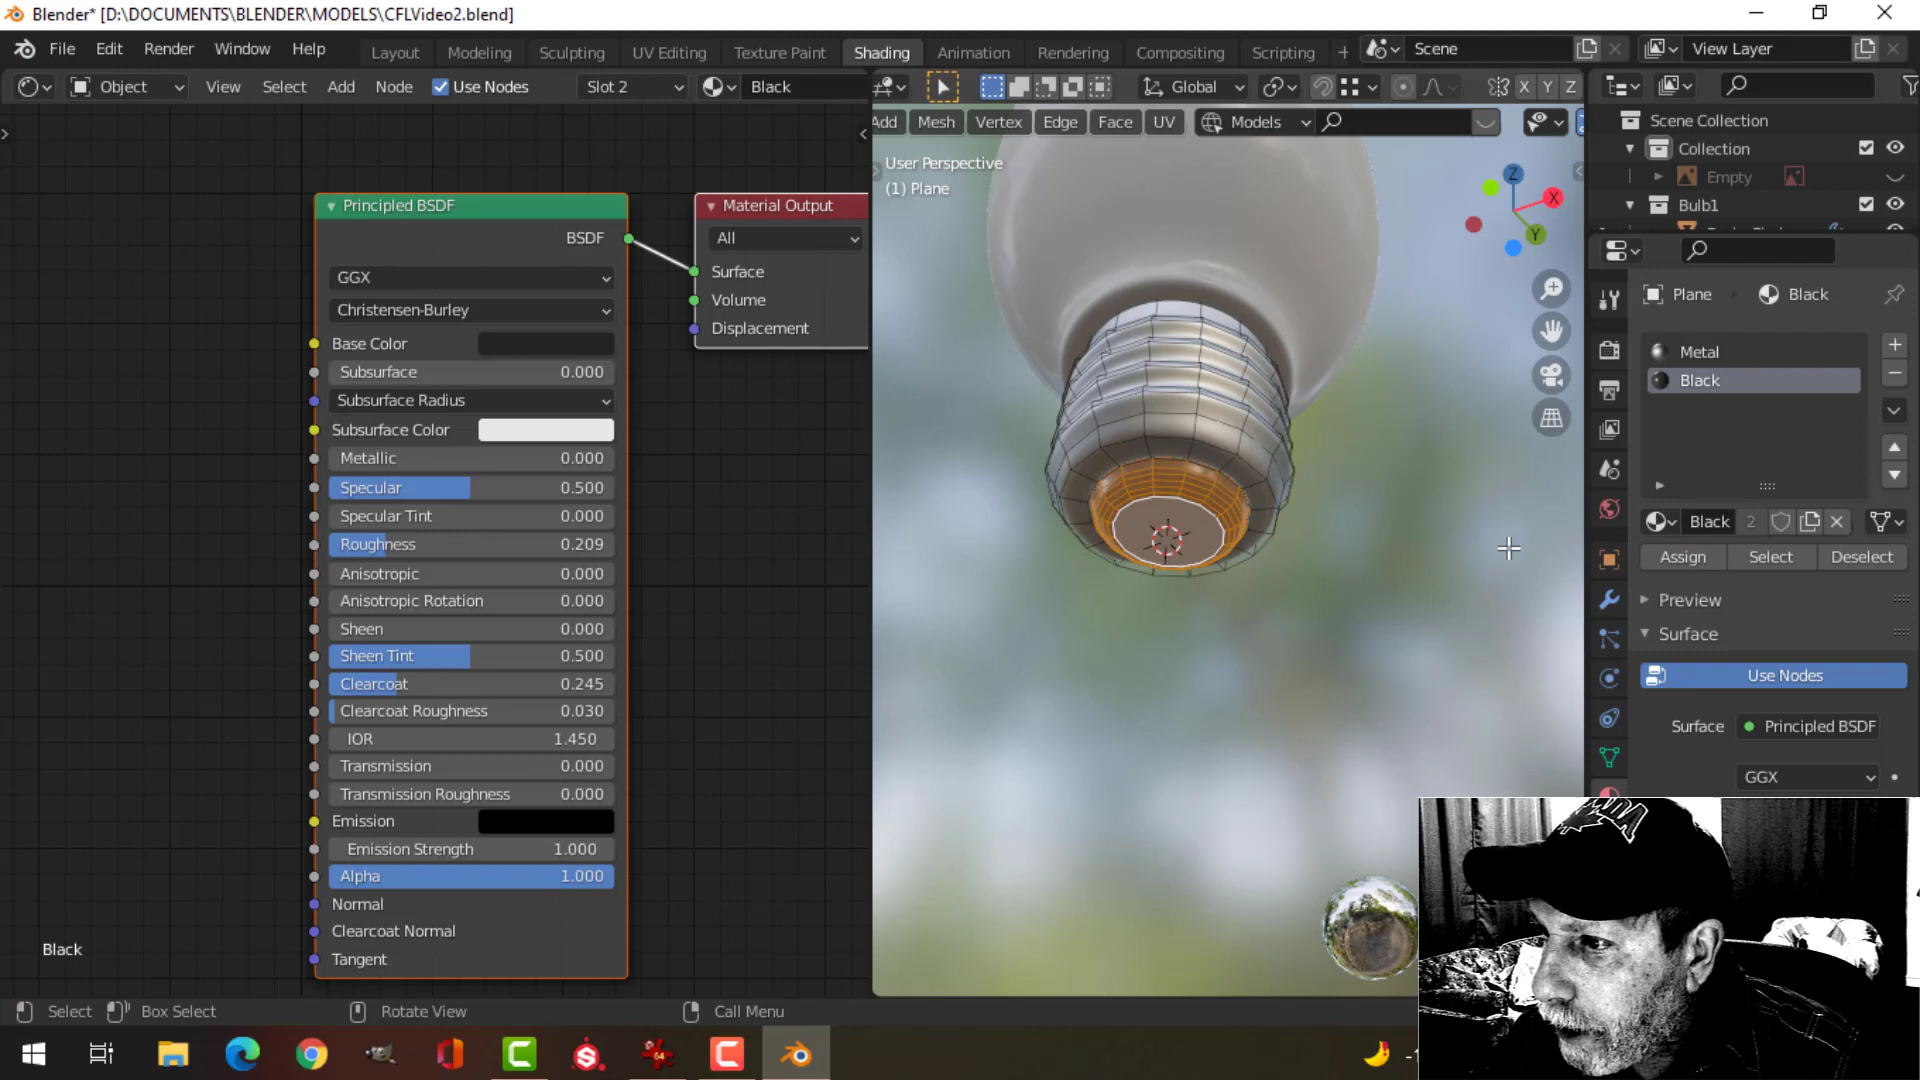 Blender* [D:\DOCUMENTS\BLENDER\MODELS\CFLVideo2.blend]
File Edit Render Window Help
Layout Modeling Sculpting UV Editing Texture Paint Shading Animation Rendering Compositing Scripting +
Scene
View Layer
Object View Select Add Node Use Nodes Slot 2 Black
Global X Y Z
Add Mesh Vertex Edge Face UV Models
User Perspective
(1) Plane
Z
X
Y
Scene Collection
Collection
Empty
Bulb1
Principled BSDF
BSDF
GGX
Christensen-Burley
Base Color
Subsurface 0.000
Subsurface Radius
Subsurface Color
Metallic 0.000
Specular 0.500
Specular Tint 0.000
Roughness 0.209
Anisotropic 0.000
Anisotropic Rotation 0.000
Sheen 0.000
Sheen Tint 0.500
Clearcoat 0.245
Clearcoat Roughness 0.030
IOR 1.450
Transmission 0.000
Transmission Roughness 0.000
Emission
Emission Strength 1.000
Alpha 1.000
Normal
Clearcoat Normal
Tangent
Material Output
All
Surface
Volume
Displacement
Black
Plane Black
Metal
Black
Black 2
Assign Select Deselect
Preview
Surface
Use Nodes
Surface Principled BSDF
GGX
Select Box Select Rotate View Call Menu